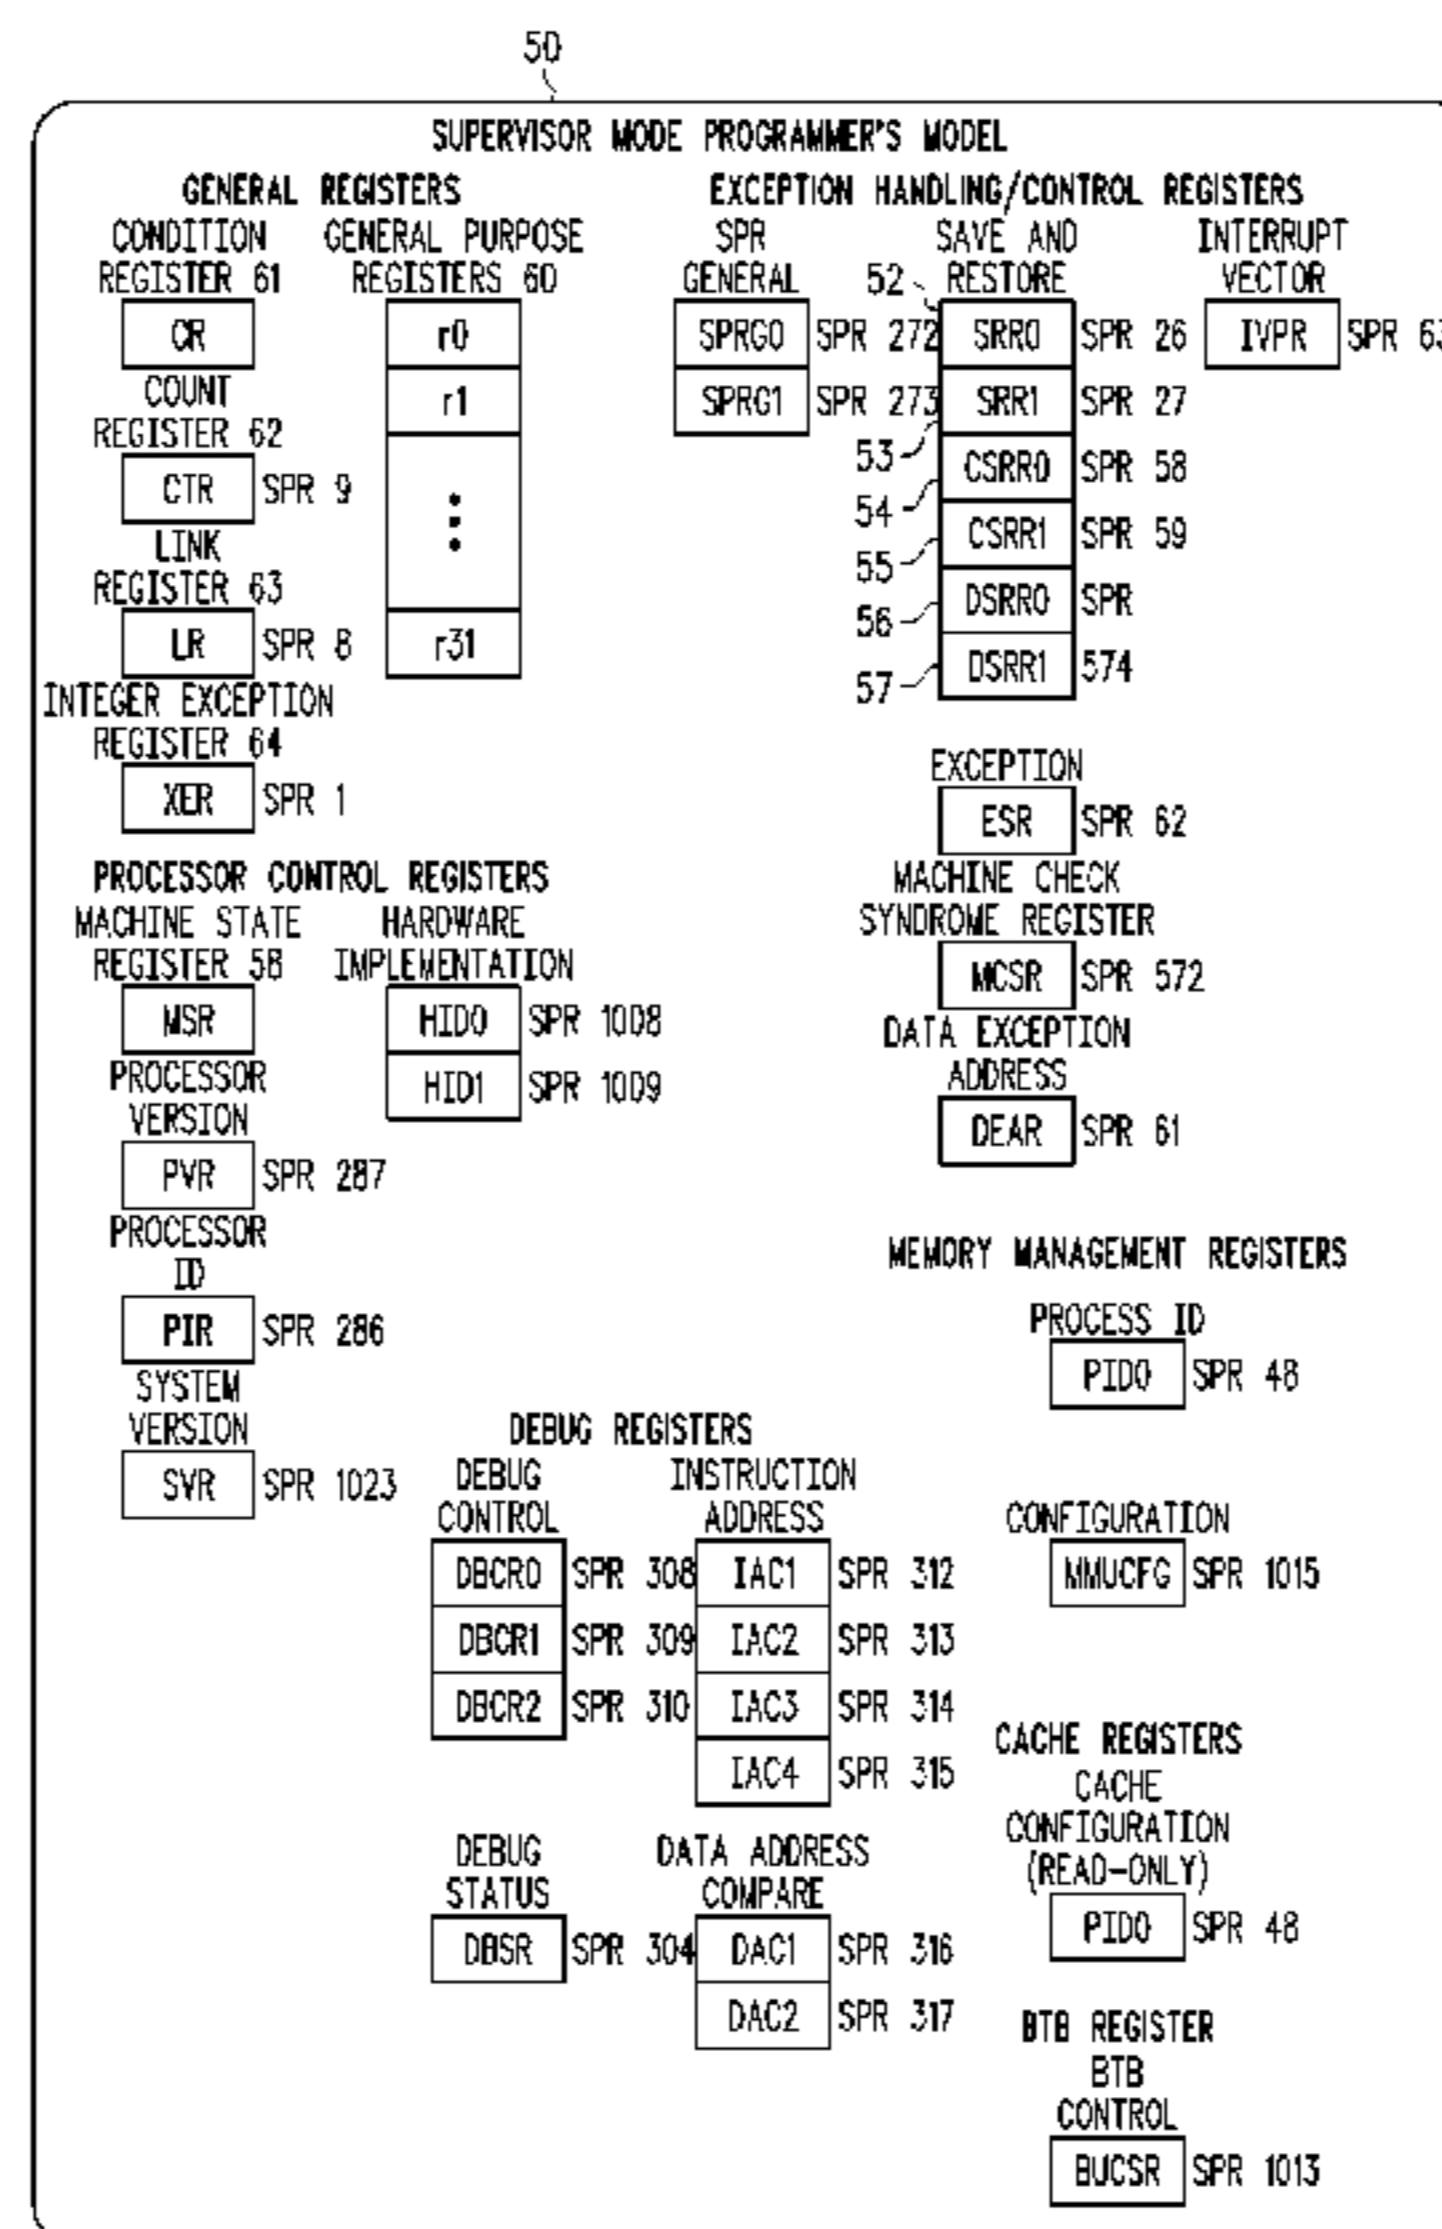 50
SUPERVISOR MODE PROGRAMMER'S MODEL
GENERAL REGISTERS
CONDITION
REGISTER 61
CR
COUNT
REGISTER 62
CTR SPR 9
LINK
REGISTER 63
LR SPR 8
INTEGER EXCEPTION
REGISTER 64
XER SPR 1
GENERAL PURPOSE
REGISTERS 60
r0
r1
r31
EXCEPTION HANDLING/CONTROL REGISTERS
SPR
GENERAL
SPRG0 SPR 272
SPRG1 SPR 273
SAVE AND
RESTORE
52 SRR0 SPR 26
53 SRR1 SPR 27
54 CSRR0 SPR 58
55 CSRR1 SPR 59
56 DSRR0 SPR
57 DSRR1 574
INTERRUPT
VECTOR
IVPR SPR 63
EXCEPTION
ESR SPR 62
MACHINE CHECK
SYNDROME REGISTER
MCSR SPR 572
DATA EXCEPTION
ADDRESS
DEAR SPR 61
PROCESSOR CONTROL REGISTERS
MACHINE STATE
REGISTER 58
MSR
PROCESSOR
VERSION
PVR SPR 287
PROCESSOR
ID
PIR SPR 286
SYSTEM
VERSION
SVR SPR 1023
HARDWARE
IMPLEMENTATION
HID0 SPR 1008
HID1 SPR 1009
MEMORY MANAGEMENT REGISTERS
PROCESS ID
PID0 SPR 48
CONFIGURATION
MMUCFG SPR 1015
DEBUG REGISTERS
DEBUG
CONTROL
DBCR0 SPR 308
DBCR1 SPR 309
DBCR2 SPR 310
INSTRUCTION
ADDRESS
IAC1 SPR 312
IAC2 SPR 313
IAC3 SPR 314
IAC4 SPR 315
DEBUG
STATUS
DBSR SPR 304
DATA ADDRESS
COMPARE
DAC1 SPR 316
DAC2 SPR 317
CACHE REGISTERS
CACHE
CONFIGURATION
(READ-ONLY)
PID0 SPR 48
BTB REGISTER
BTB
CONTROL
BUCSR SPR 1013